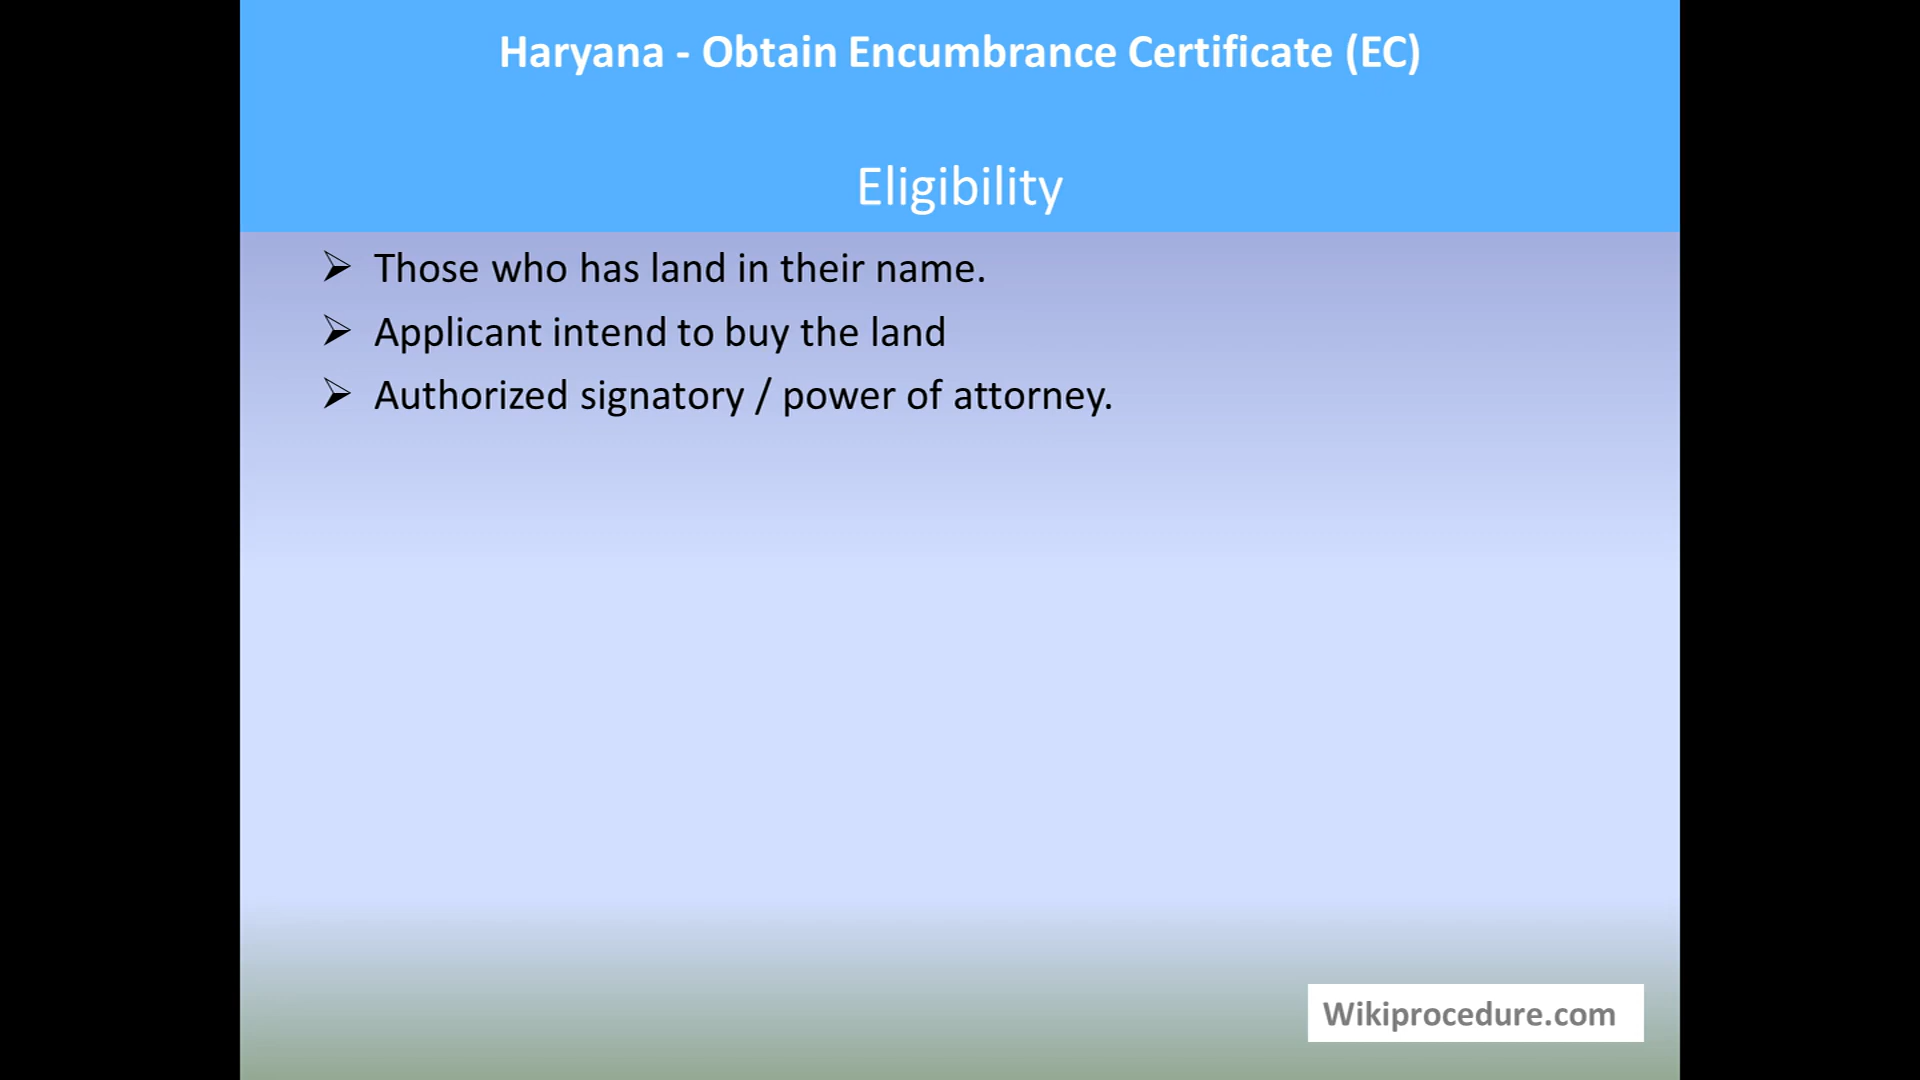 Haryana - Obtain Encumbrance Certificate (EC)
Eligibility
Those who has land in their name.
Applicant intend to buy the land
Authorized signatory / power of attorney.
Wikiprocedure.com